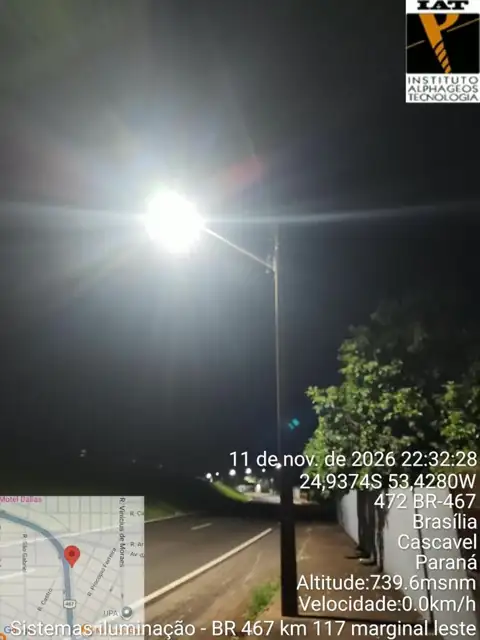 IAT
INSTITUTO
ALPHAGEOS
TECNOLOGIA
11 de nov. de 2026 22:32:28
24,9374S 53,4280W
472 BR-467
Brasília
Cascavel
Paraná
Altitude:739.6msnm
Velocidade:0.0km/h
Sistemas iluminação - BR 467 km 117 marginal leste
Motel Dallas
R. Vinícius de Moraes
R. São Gabriel
467
UPA